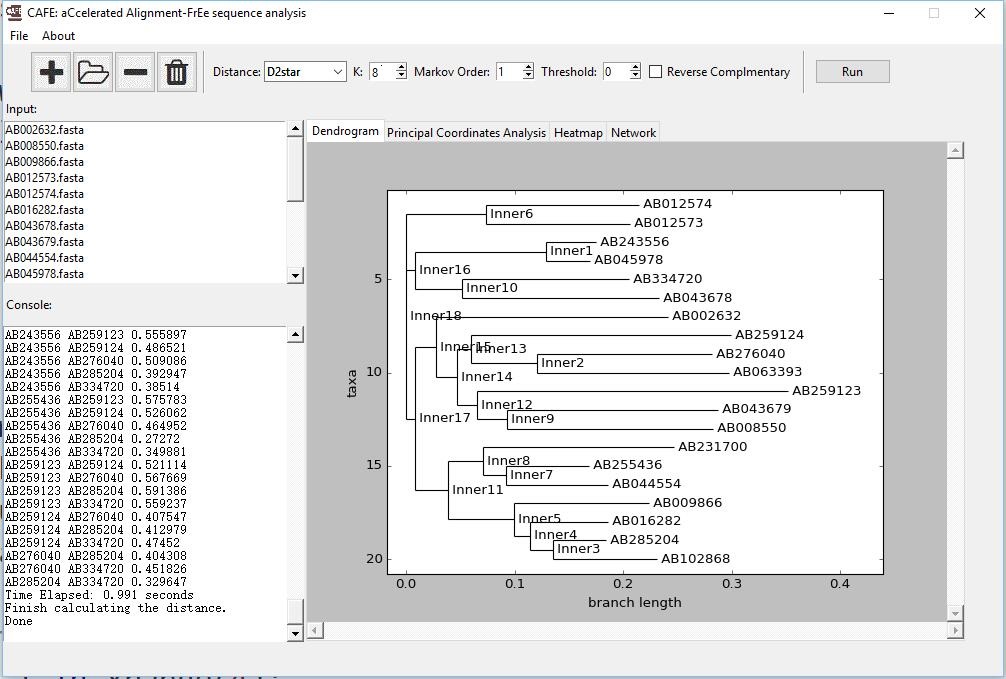 CAFE: aCcelerated Alignment-FrEe sequence analysis
File About
Distance: D2star K: 8 Markov Order: 1 Threshold: 0 Reverse Complmentary Run
Input:
AB002632.fasta
AB008550.fasta
AB009866.fasta
AB012573.fasta
AB012574.fasta
AB016282.fasta
AB043678.fasta
AB043679.fasta
AB044554.fasta
AB045978.fasta
Console:
AB243556 AB259123 0.555897
AB243556 AB259124 0.486521
AB243556 AB276040 0.509086
AB243556 AB285204 0.392947
AB243556 AB334720 0.38514
AB255436 AB259123 0.575783
AB255436 AB259124 0.526062
AB255436 AB276040 0.464952
AB255436 AB285204 0.27272
AB255436 AB334720 0.349881
AB259123 AB259124 0.521114
AB259123 AB276040 0.567669
AB259123 AB285204 0.591386
AB259123 AB334720 0.559237
AB259124 AB276040 0.407547
AB259124 AB285204 0.412979
AB259124 AB334720 0.47452
AB276040 AB285204 0.404308
AB276040 AB334720 0.451826
AB285204 AB334720 0.329647
Time Elapsed: 0.991 seconds
Finish calculating the distance.
Done
Dendrogram Principal Coordinates Analysis Heatmap Network
AB012574
Inner6
AB012573
AB243556
Inner1
AB045978
Inner16
5
AB334720
Inner10
AB043678
Inner18
AB002632
AB259124
Inner15
Inner13
AB276040
Inner2
10
AB063393
Inner14
taxa
AB259123
Inner12
AB043679
Inner17
Inner9
AB008550
AB231700
Inner8
15
AB255436
Inner7
AB044554
Inner11
AB009866
Inner5
AB016282
Inner4
AB285204
Inner3
20
AB102868
0.0 0.1 0.2 0.3 0.4
branch length